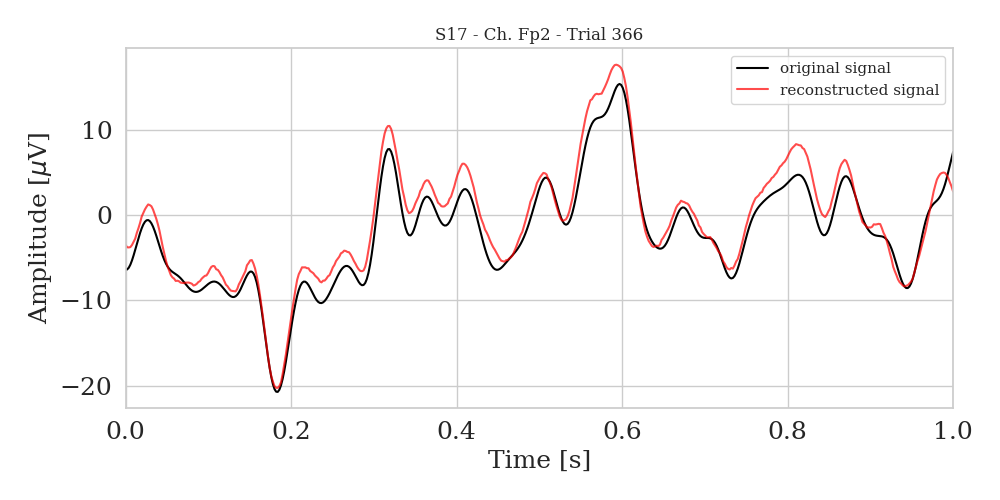 S17 - Ch. Fp2 - Trial 366
original signal
reconstructed signal
Amplitude [μV]
10
0
−10
−20
0.0 0.2 0.4 0.6 0.8 1.0
Time [s]